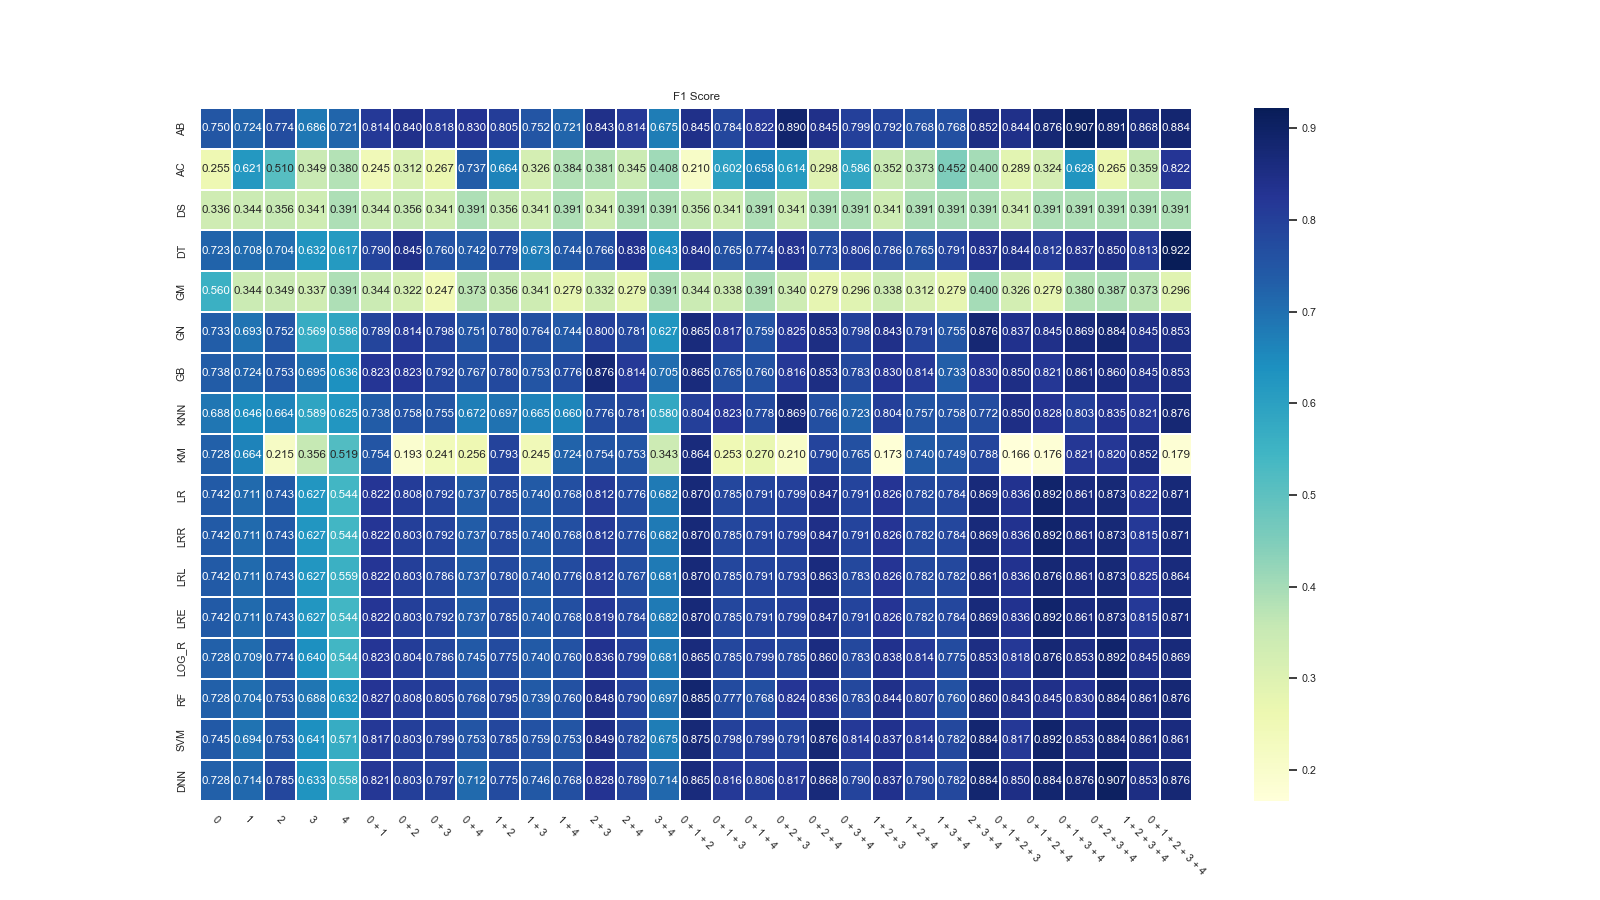 F1 Score
AB 0.750 0.724 0.774 0.686 0.721 0.814 0.840 0.818 0.830 0.805 0.752 0.721 0.843 0.814 0.675 0.845 0.784 0.822 0.890 0.845 0.799 0.792 0.768 0.768 0.852 0.844 0.876 0.907 0.891 0.868 0.884
AC 0.255 0.621 0.510 0.349 0.380 0.245 0.312 0.267 0.737 0.664 0.326 0.384 0.381 0.345 0.408 0.210 0.602 0.658 0.614 0.298 0.586 0.352 0.373 0.452 0.400 0.289 0.324 0.628 0.265 0.359 0.822
DS 0.336 0.344 0.356 0.341 0.391 0.344 0.356 0.341 0.391 0.356 0.341 0.391 0.341 0.391 0.391 0.356 0.341 0.391 0.341 0.391 0.391 0.341 0.391 0.391 0.391 0.341 0.391 0.391 0.391 0.391 0.391
DT 0.723 0.708 0.704 0.632 0.617 0.790 0.845 0.760 0.742 0.779 0.673 0.744 0.766 0.838 0.643 0.840 0.765 0.774 0.831 0.773 0.806 0.786 0.765 0.791 0.837 0.844 0.812 0.837 0.850 0.813 0.922
GM 0.560 0.344 0.349 0.337 0.391 0.344 0.322 0.247 0.373 0.356 0.341 0.279 0.332 0.279 0.391 0.344 0.338 0.391 0.340 0.279 0.296 0.338 0.312 0.279 0.400 0.326 0.279 0.380 0.387 0.373 0.296
GN 0.733 0.693 0.752 0.569 0.586 0.789 0.814 0.798 0.751 0.780 0.764 0.744 0.800 0.781 0.627 0.865 0.817 0.759 0.825 0.853 0.798 0.843 0.791 0.755 0.876 0.837 0.845 0.869 0.884 0.845 0.853
GB 0.738 0.724 0.753 0.695 0.636 0.823 0.823 0.792 0.767 0.780 0.753 0.776 0.876 0.814 0.705 0.865 0.765 0.760 0.816 0.853 0.783 0.830 0.814 0.733 0.830 0.850 0.821 0.861 0.860 0.845 0.853
KNN 0.688 0.646 0.664 0.589 0.625 0.738 0.758 0.755 0.672 0.697 0.665 0.660 0.776 0.781 0.580 0.804 0.823 0.778 0.869 0.766 0.723 0.804 0.757 0.758 0.772 0.850 0.828 0.803 0.835 0.821 0.876
KM 0.728 0.664 0.215 0.356 0.519 0.754 0.193 0.241 0.256 0.793 0.245 0.724 0.754 0.753 0.343 0.864 0.253 0.270 0.210 0.790 0.765 0.173 0.740 0.749 0.788 0.166 0.176 0.821 0.820 0.852 0.179
LR 0.742 0.711 0.743 0.627 0.544 0.822 0.808 0.792 0.737 0.785 0.740 0.768 0.812 0.776 0.682 0.870 0.785 0.791 0.799 0.847 0.791 0.826 0.782 0.784 0.869 0.836 0.892 0.861 0.873 0.822 0.871
LRR 0.742 0.711 0.743 0.627 0.544 0.822 0.803 0.792 0.737 0.785 0.740 0.768 0.812 0.776 0.682 0.870 0.785 0.791 0.799 0.847 0.791 0.826 0.782 0.784 0.869 0.836 0.892 0.861 0.873 0.815 0.871
LRL 0.742 0.711 0.743 0.627 0.559 0.822 0.803 0.786 0.737 0.780 0.740 0.776 0.812 0.767 0.681 0.870 0.785 0.791 0.793 0.863 0.783 0.826 0.782 0.782 0.861 0.836 0.876 0.861 0.873 0.825 0.864
LRE 0.742 0.711 0.743 0.627 0.544 0.822 0.803 0.792 0.737 0.785 0.740 0.768 0.819 0.784 0.682 0.870 0.785 0.791 0.799 0.847 0.791 0.826 0.782 0.784 0.869 0.836 0.892 0.861 0.873 0.815 0.871
LOG_R 0.728 0.709 0.774 0.640 0.544 0.823 0.804 0.786 0.745 0.775 0.740 0.760 0.836 0.799 0.681 0.865 0.785 0.799 0.785 0.860 0.783 0.838 0.814 0.775 0.853 0.818 0.876 0.853 0.892 0.845 0.869
RF 0.728 0.704 0.753 0.688 0.632 0.827 0.808 0.805 0.768 0.795 0.739 0.760 0.848 0.790 0.697 0.885 0.777 0.768 0.824 0.836 0.783 0.844 0.807 0.760 0.860 0.843 0.845 0.830 0.884 0.861 0.876
SVM 0.745 0.694 0.753 0.641 0.571 0.817 0.803 0.799 0.753 0.785 0.759 0.753 0.849 0.782 0.675 0.875 0.798 0.799 0.791 0.876 0.814 0.837 0.814 0.782 0.884 0.817 0.892 0.853 0.884 0.861 0.861
DNN 0.728 0.714 0.785 0.633 0.558 0.821 0.803 0.797 0.712 0.775 0.746 0.768 0.828 0.789 0.714 0.865 0.816 0.806 0.817 0.868 0.790 0.837 0.790 0.782 0.884 0.850 0.884 0.876 0.907 0.853 0.876
0
1
2
3
4
0 + 1
0 + 2
0 + 3
0 + 4
1 + 2
1 + 3
1 + 4
2 + 3
2 + 4
3 + 4
0 + 1 + 2
0 + 1 + 3
0 + 1 + 4
0 + 2 + 3
0 + 2 + 4
0 + 3 + 4
1 + 2 + 3
1 + 2 + 4
1 + 3 + 4
2 + 3 + 4
0 + 1 + 2 + 3
0 + 1 + 2 + 4
0 + 1 + 3 + 4
0 + 2 + 3 + 4
1 + 2 + 3 + 4
0 + 1 + 2 + 3 + 4
0.9
0.8
0.7
0.6
0.5
0.4
0.3
0.2